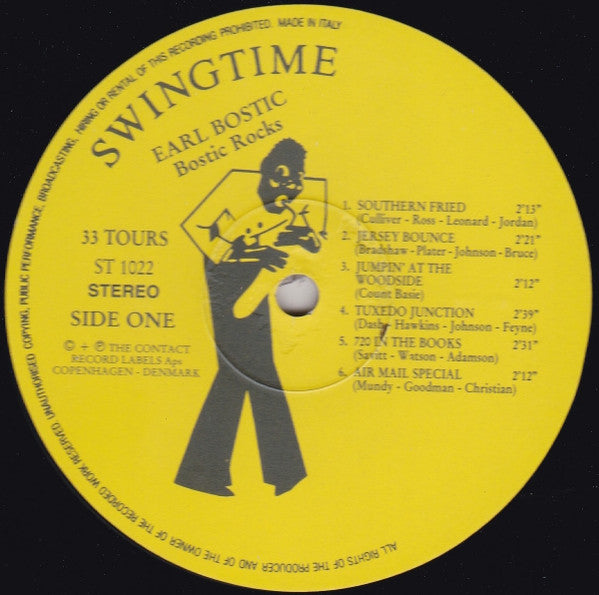 ALL RIGHTS OF THE PRODUCER AND OF THE OWNER OF THE RECORDED WORK RESERVED UNAUTHORISED COPYING, PUBLIC PERFORMANCE, BROADCASTING, HIRING OR RENTAL OF THIS RECORDING PROHIBITED. MADE IN ITALY
SWINGTIME
EARL BOSTIC
Bostic Rocks
33 TOURS
ST 1022
STEREO
SIDE ONE
© + ℗ THE CONTACT
RECORD LABELS Aps
COPENHAGEN - DENMARK
1. SOUTHERN FRIED 2'13"
(Culliver - Ross - Leonard - Jordan)
2. JERSEY BOUNCE 2'21"
(Bradshaw - Plater - Johnson - Bruce)
3. JUMPIN' AT THE
WOODSIDE 2'12"
(Count Basie)
4. TUXEDO JUNCTION 2'39"
(Dash - Hawkins - Johnson - Feyne)
5. 720 IN THE BOOKS 2'31"
(Savitt - Watson - Adamson)
6. AIR MAIL SPECIAL 2'12"
(Mundy - Goodman - Christian)